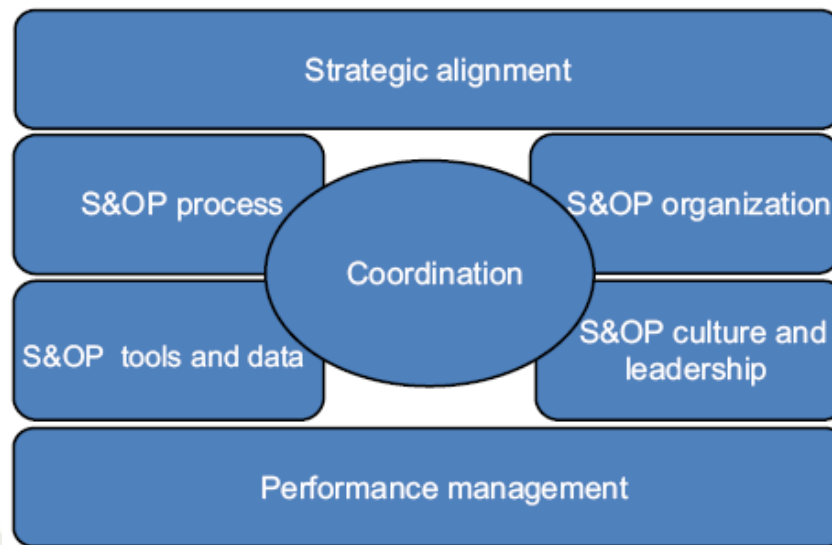 Strategic alignment
S&OP process
S&OP organization
Coordination
S&OP tools and data
S&OP culture and
leadership
Performance management